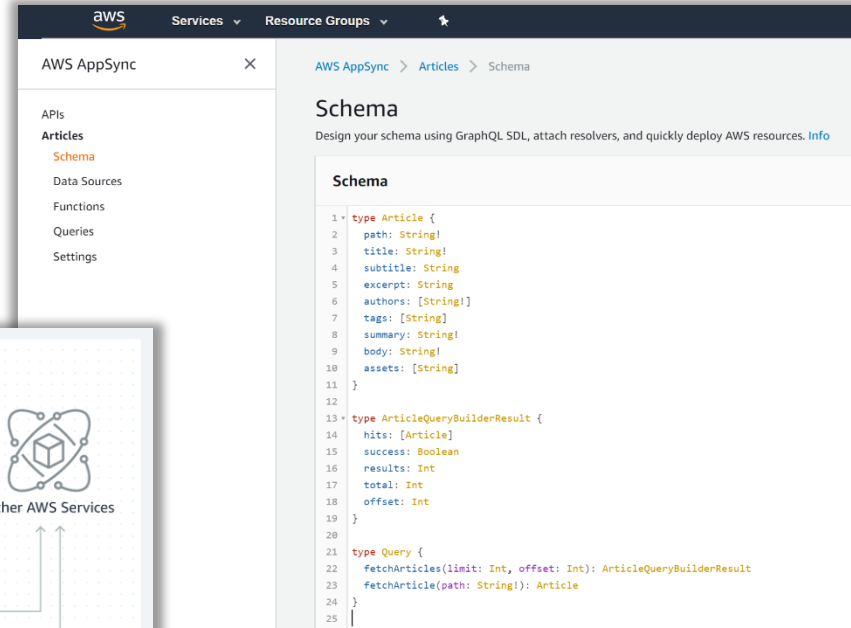 aws Services Resource Groups
AWS AppSync
AWS AppSync > Articles > Schema
APIs
Articles
Schema
Data Sources
Functions
Queries
Settings
Schema
Design your schema using GraphQL SDL, attach resolvers, and quickly deploy AWS resources. Info
Schema
1 type Article {
2 path: String!
3 title: String!
4 subtitle: String
5 excerpt: String
6 authors: [String!]
7 tags: [String]
8 summary: String!
9 body: String!
10 assets: [String]
11 }
12
13 type ArticleQueryBuilderResult {
14 hits: [Article]
15 success: Boolean
16 results: Int
17 total: Int
18 offset: Int
19 }
20
21 type Query {
22 fetchArticles(limit: Int, offset: Int): ArticleQueryBuilderResult
23 fetchArticle(path: String!): Article
24 }
25
her AWS Services